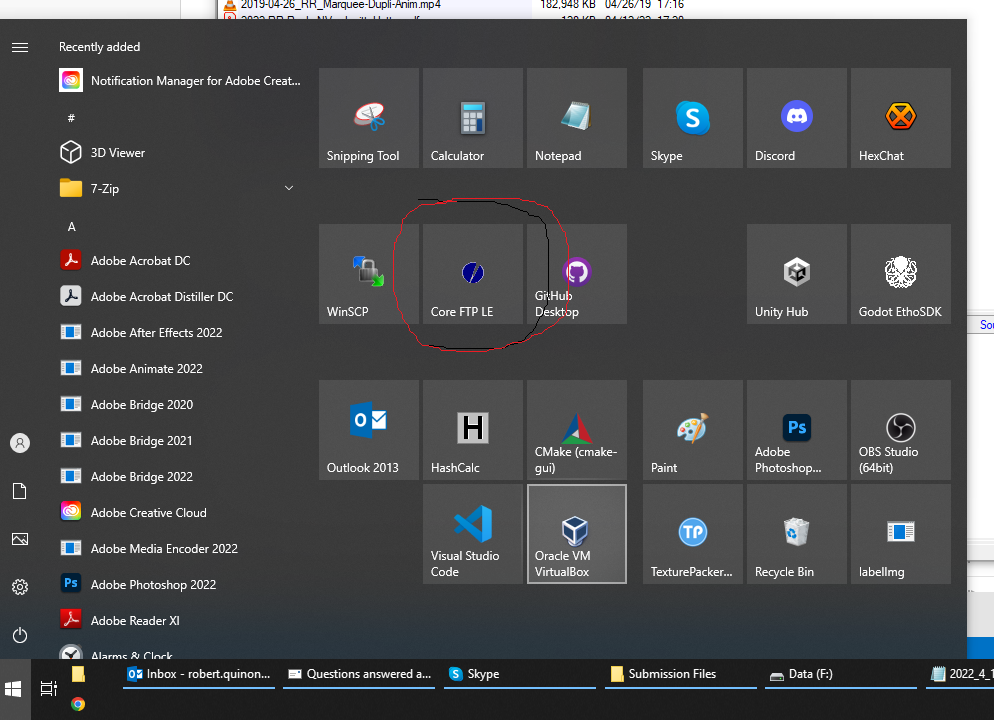 2019-04-26_RR_Marquee-Dupli-Anim.mp4 182,948 KB 04/26/19 17:16
Recently added
Notification Manager for Adobe Creat...
#
3D Viewer
7-Zip
A
Adobe Acrobat DC
Adobe Acrobat Distiller DC
Adobe After Effects 2022
Adobe Animate 2022
Adobe Bridge 2020
Adobe Bridge 2021
Adobe Bridge 2022
Adobe Creative Cloud
Adobe Media Encoder 2022
Ps
Adobe Photoshop 2022
Adobe Reader XI
Alarms & Clock
Snipping Tool
Calculator
Notepad
S
Skype
Discord
HexChat
WinSCP
Core FTP LE
GitHub
Desktop
Unity Hub
Godot EthoSDK
Outlook 2013
H
HashCalc
CMake (cmake-
gui)
Paint
Ps
Adobe
Photoshop...
OBS Studio
(64bit)
Visual Studio
Code
Oracle VM
VirtualBox
TP
TexturePacker...
Recycle Bin
labelImg
Sou
Inbox - robert.quinon...
Questions answered a...
Skype
Submission Files
Data (F:)
2022_4_1